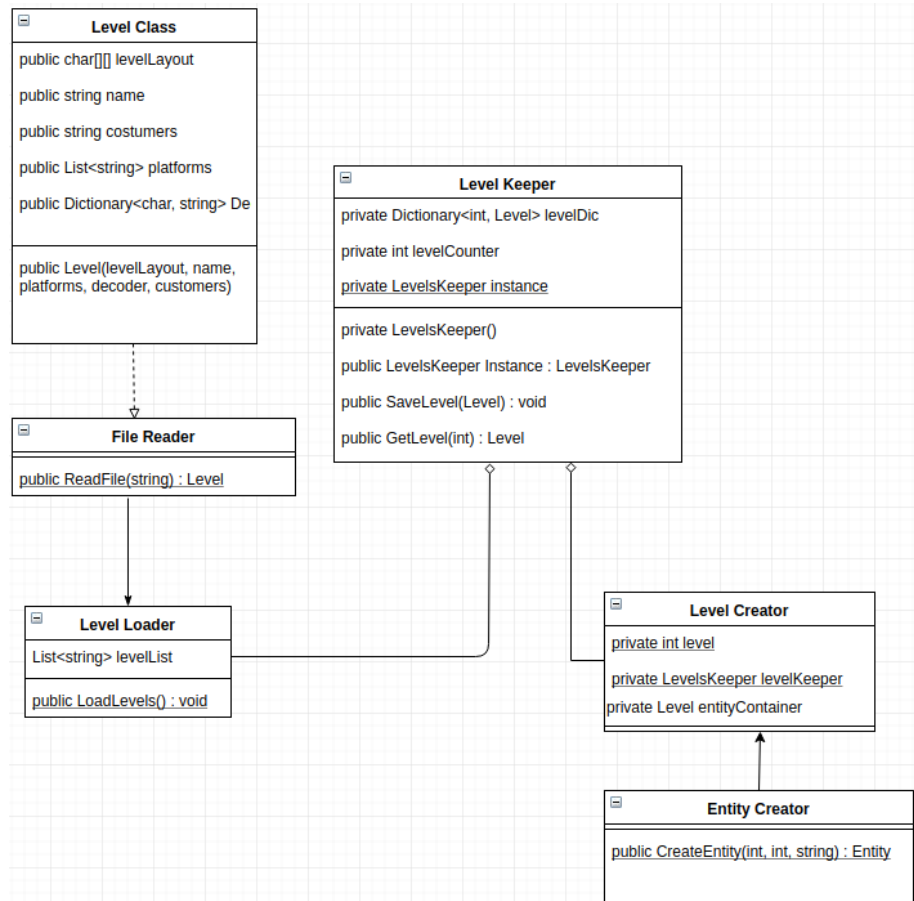 Level Class
public char[][] levelLayout
public string name
public string costumers
public List<string> platforms
public Dictionary<char, string> De
public Level(levelLayout, name,
platforms, decoder, customers)
File Reader
public ReadFile(string) : Level
Level Loader
List<string> levelList
public LoadLevels() : void
Level Keeper
private Dictionary<int, Level> levelDic
private int levelCounter
private LevelsKeeper instance
private LevelsKeeper()
public LevelsKeeper Instance : LevelsKeeper
public SaveLevel(Level) : void
public GetLevel(int) : Level
Level Creator
private int level
private LevelsKeeper levelKeeper
private Level entityContainer
Entity Creator
public CreateEntity(int, int, string) : Entity